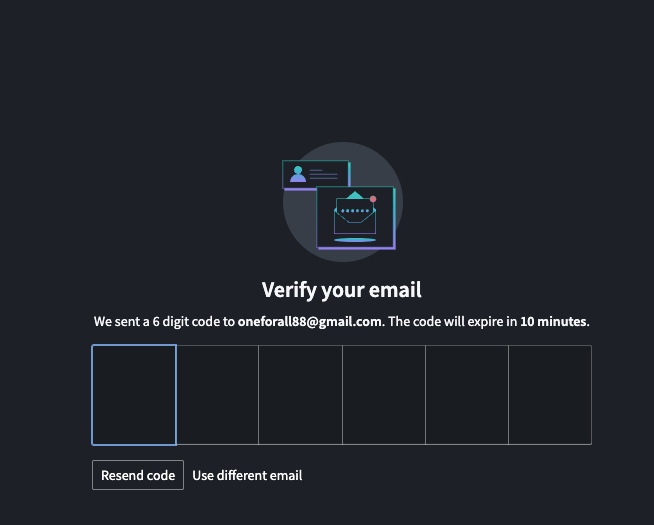 Verify your email
We sent a 6 digit code to oneforall88@gmail.com. The code will expire in 10 minutes.
Resend code Use different email